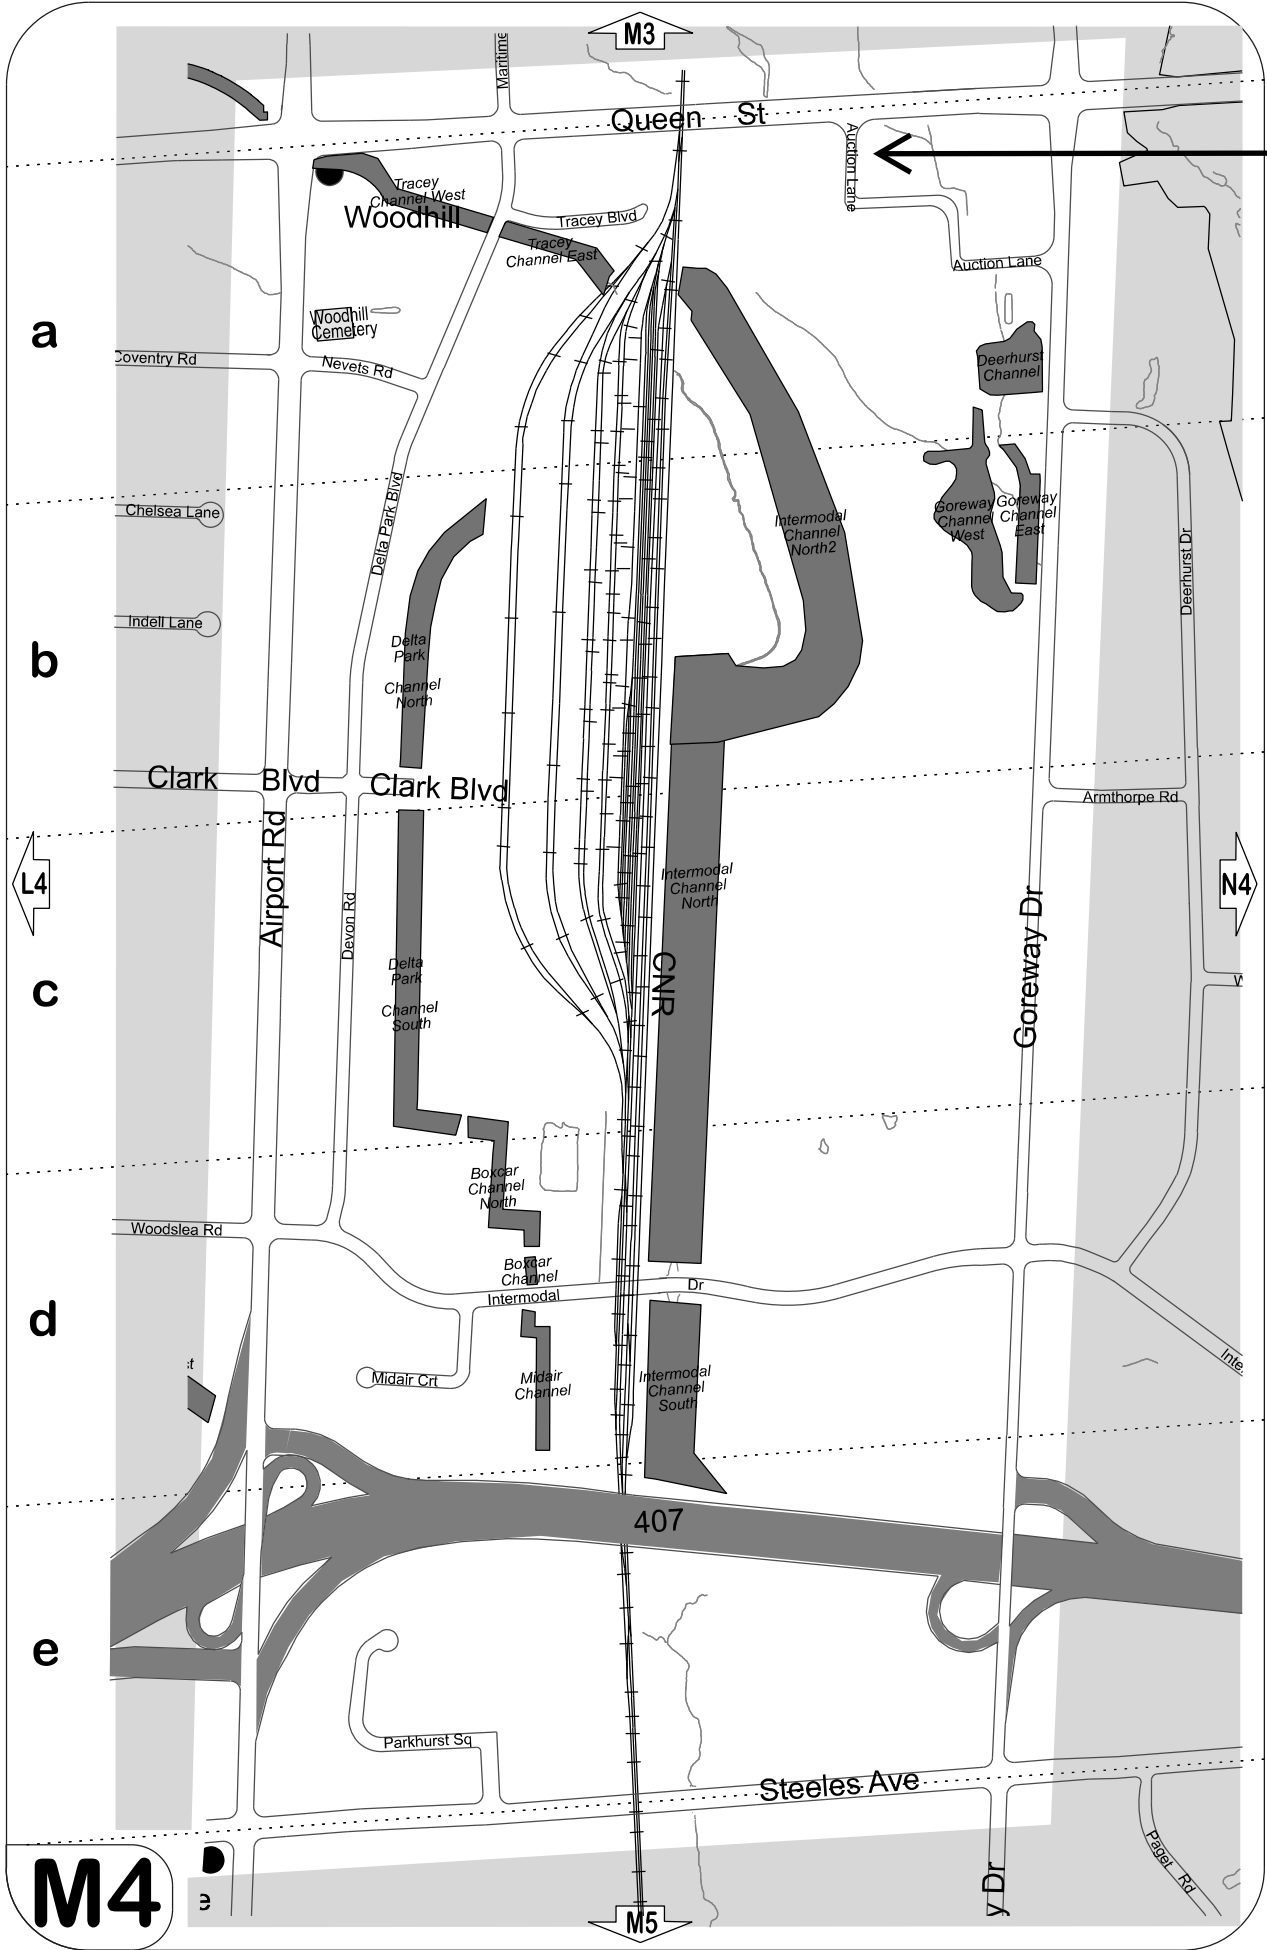 M3
Maritime
Queen St
Auction Lane
Tracey
Channel West
Woodhill
Tracey Blvd
Tracey
Channel East
Auction Lane
a
Woodhill
Cemetery
Coventry Rd
Nevets Rd
Deerhurst
Channel
Delta Park Blvd
Chelsea Lane
Intermodal
Channel
North2
Goreway
Channel
West
Goreway
Channel
East
Deerhurst Dr
Indell Lane
b
Delta
Park
Channel
North
Clark Blvd
Clark Blvd
Armthorpe Rd
Airport Rd
L4
N4
Intermodal
Channel
North
Devon Rd
Goreway Dr
c
Delta
Park
Channel
South
CNR
W
Boxcar
Channel
North
Woodslea Rd
Boxcar
Channel
Intermodal
Dr
d
st
Midair Crt
Midair
Channel
Intermodal
Channel
South
Inte
407
e
Parkhurst Sq
Steeles Ave
Paget Rd
M4
e
y Dr
M5